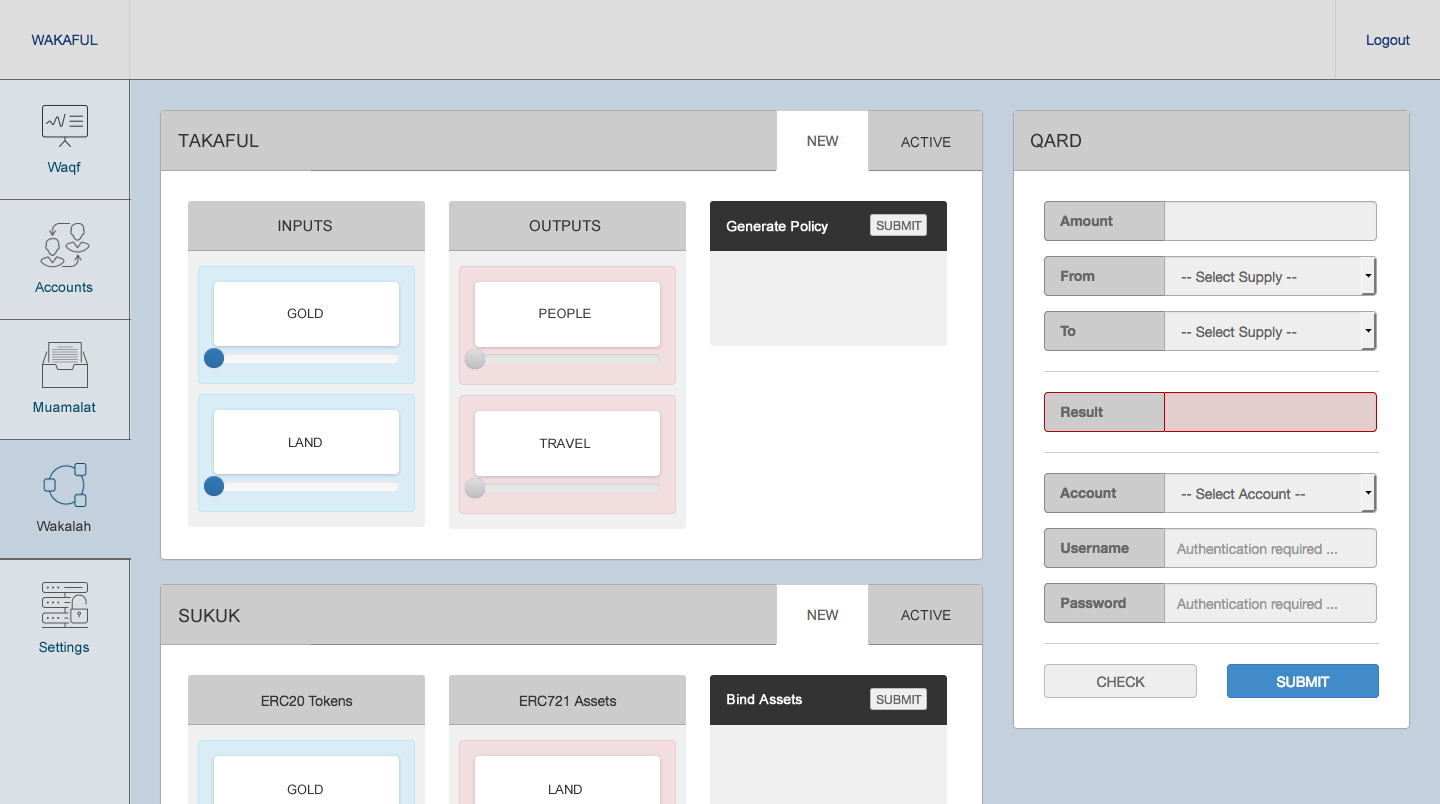 WAKAFUL
Logout
Waqf
Accounts
Muamalat
Wakalah
Settings
TAKAFUL
NEW
ACTIVE
INPUTS
GOLD
LAND
OUTPUTS
PEOPLE
TRAVEL
Generate Policy
SUBMIT
SUKUK
NEW
ACTIVE
ERC20 Tokens
GOLD
ERC721 Assets
LAND
Bind Assets
SUBMIT
QARD
Amount
From
-- Select Supply --
To
-- Select Supply --
Result
Account
-- Select Account --
Username
Authentication required ...
Password
Authentication required ...
CHECK
SUBMIT